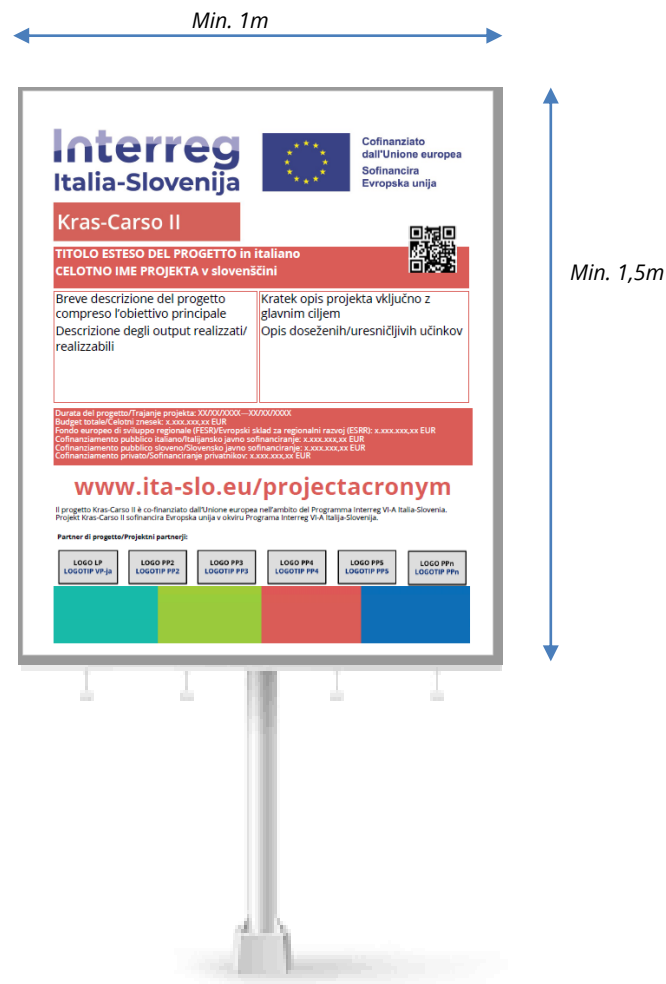 Min. 1m
Interreg
Italia-Slovenija
Cofinanziato
dall'Unione europea
Sofinancira
Evropska unija
Kras-Carso II
TITOLO ESTESO DEL PROGETTO in italiano
CELOTNO IME PROJEKTA v slovenščini
Min. 1,5m
Breve descrizione del progetto
compreso l'obiettivo principale
Descrizione degli output realizzati/
realizzabili
Kratek opis projekta vključno z
glavnim ciljem
Opis doseženih/uresničljivih učinkov
Durata del progetto/Trajanje projekta: XX/XX/XXXX—XX/XX/XXXX
Budget totale/Celotni znesek: x.xxx.xxx,xx EUR
Fondo europeo di sviluppo regionale (FESR)/Evropski sklad za regionalni razvoj (ESRR): x.xxx.xxx,xx EUR
Cofinanziamento pubblico italiano/Italijansko javno sofinanciranje: x.xxx.xxx,xx EUR
Cofinanziamento pubblico sloveno/Slovensko javno sofinanciranje: x.xxx.xxx,xx EUR
Cofinanziamento privato/Sofinanciranje privatnikov: x.xxx.xxx,xx EUR
www.ita-slo.eu/projectacronym
Il progetto Kras-Carso II è co-finanziato dall'Unione europea nell'ambito del Programma Interreg VI-A Italia-Slovenia.
Projekt Kras-Carso II sofinancira Evropska unija v okviru Programa Interreg VI-A Italija-Slovenija.
Partner di progetto/Projektni partnerji:
LOGO LP
LOGOTIP VP-ja
LOGO PP2
LOGOTIP PP2
LOGO PP3
LOGOTIP PP3
LOGO PP4
LOGOTIP PP4
LOGO PP5
LOGOTIP PP5
LOGO PPn
LOGOTIP PPn